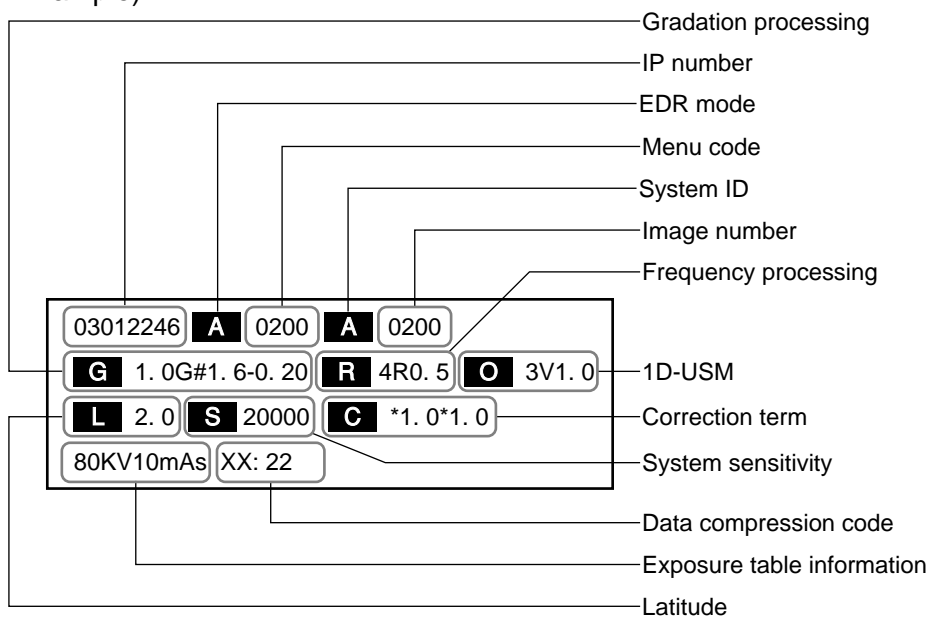 Gradation processing
IP number
EDR mode
Menu code
System ID
Image number
Frequency processing
03012246 A 0200 A 0200
G 1. 0G#1. 6-0. 20 R 4R0. 5 O 3V1. 0
1D-USM
L 2. 0 S 20000 C *1. 0*1. 0
Correction term
80KV10mAs XX: 22
System sensitivity
Data compression code
Exposure table information
Latitude